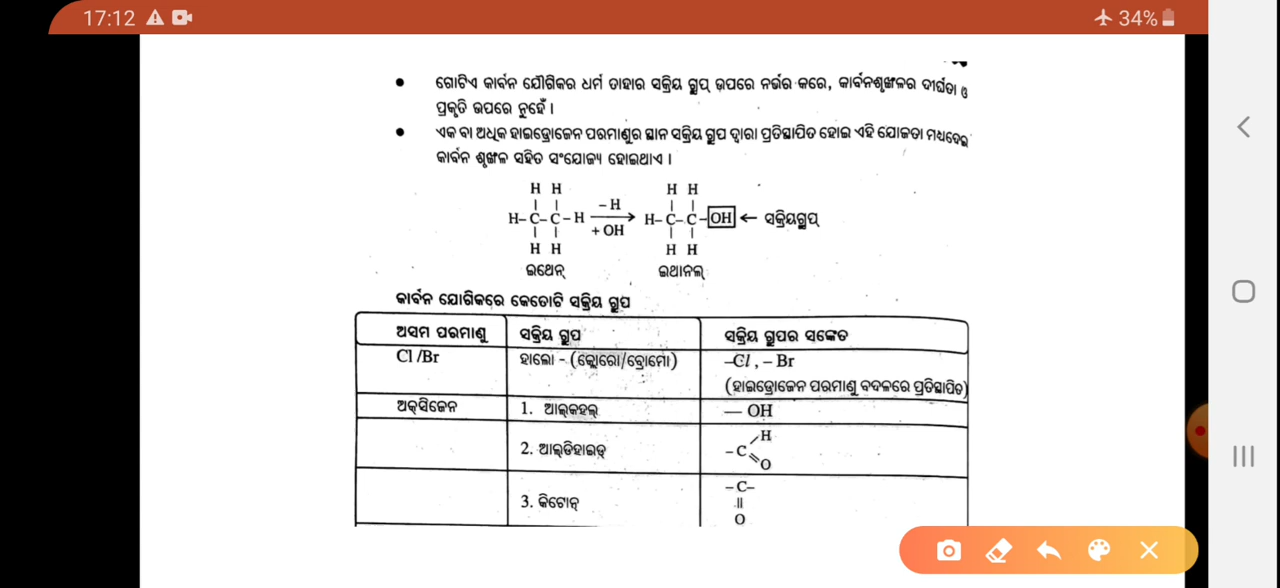 17:12
34%
• ଗୋଟିଏ କାର୍ବନ ଯୌଗିକର ଧର୍ମ ତାହାର ସକ୍ରିୟ ଗ୍ରୁପ୍ ଉପରେ ନିର୍ଭର କରେ, କାର୍ବନଶୃଙ୍ଖଳର ଦୀର୍ଘତା ଓ
ପ୍ରକୃତି ଉପରେ ନୁହେଁ ।
• ଏକ ବା ଅଧିକ ହାଇଡ୍ରୋଜେନ ପରମାଣୁର ସ୍ଥାନ ସକ୍ରିୟ ଗ୍ରୁପ ଦ୍ୱାରା ପ୍ରତିସ୍ଥାପିତ ହୋଇ ଏହି ଯୋଜତା ମଧ୍ୟଦେଇ
କାର୍ବନ ଶୃଙ୍ଖଳ ସହିତ ସଂଯୋଜ୍ୟ ହୋଇଥାଏ ।
H H H H
| | – H | |
H– C– C – H → H– C–C –OH ← ସକ୍ରିୟଗ୍ରୁପ୍
| | + OH | |
H H H H
ଇଥେନ୍ ଇଥାନଲ୍
କାର୍ବନ ଯୋଗିକରେ କେତୋଟି ସକ୍ରିୟ ଗ୍ରୁପ
ଅସମ ପରମାଣୁ ସକ୍ରିୟ ଗ୍ରୁପ ସକ୍ରିୟ ଗ୍ରୁପର ସଙ୍କେତ
Cl /Br ହାଲୋ - (କ୍ଲୋରୋ/ବ୍ରୋମୋ) –Cl , – Br
(ହାଇଡ୍ରୋଜେନ ପରମାଣୁ ବଦଳରେ ପ୍ରତିସ୍ଥାପିତ)
ଅକ୍ସିଜେନ 1. ଆଲ୍‌କହଲ୍ — OH
H
2. ଆଲ୍‌ଡିହାଇଡ୍ – C
O
– C–
3. କିଟୋନ୍ ||
O